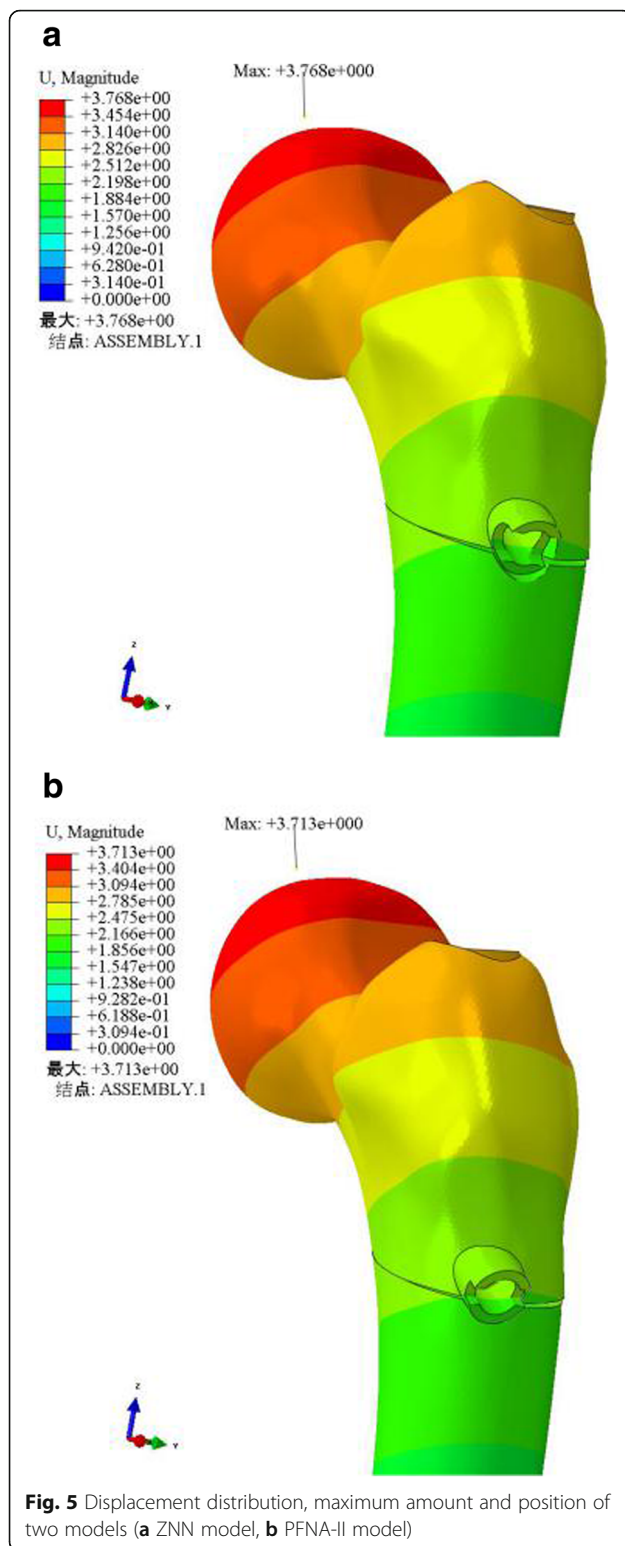 a
Max: +3.768e+000
U, Magnitude
+3.768e+00
+3.454e+00
+3.140e+00
+2.826e+00
+2.512e+00
+2.198e+00
+1.884e+00
+1.570e+00
+1.256e+00
+9.420e-01
+6.280e-01
+3.140e-01
+0.000e+00
最大: +3.768e+00
结点: ASSEMBLY.1
Z
Y
b
Max: +3.713e+000
U, Magnitude
+3.713e+00
+3.404e+00
+3.094e+00
+2.785e+00
+2.475e+00
+2.166e+00
+1.856e+00
+1.547e+00
+1.238e+00
+9.282e-01
+6.188e-01
+3.094e-01
+0.000e+00
最大: +3.713e+00
结点: ASSEMBLY.1
Z
Y
Fig. 5 Displacement distribution, maximum amount and position of
two models (a ZNN model, b PFNA-II model)